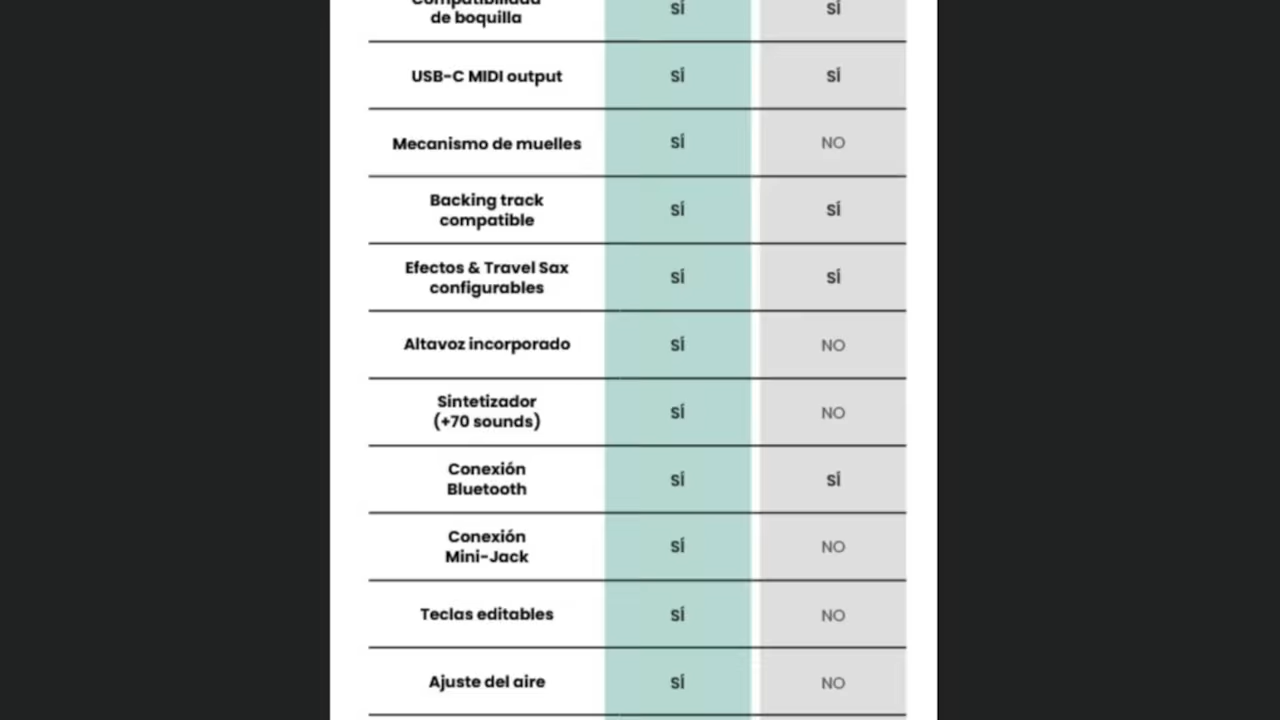 Compatibilidad
de boquilla
SÍ
SÍ
USB-C MIDI output
SÍ
SÍ
Mecanismo de muelles
SÍ
NO
Backing track
compatible
SÍ
SÍ
Efectos & Travel Sax
configurables
SÍ
SÍ
Altavoz incorporado
SÍ
NO
Sintetizador
(+70 sounds)
SÍ
NO
Conexión
Bluetooth
SÍ
SÍ
Conexión
Mini-Jack
SÍ
NO
Teclas editables
SÍ
NO
Ajuste del aire
SÍ
NO